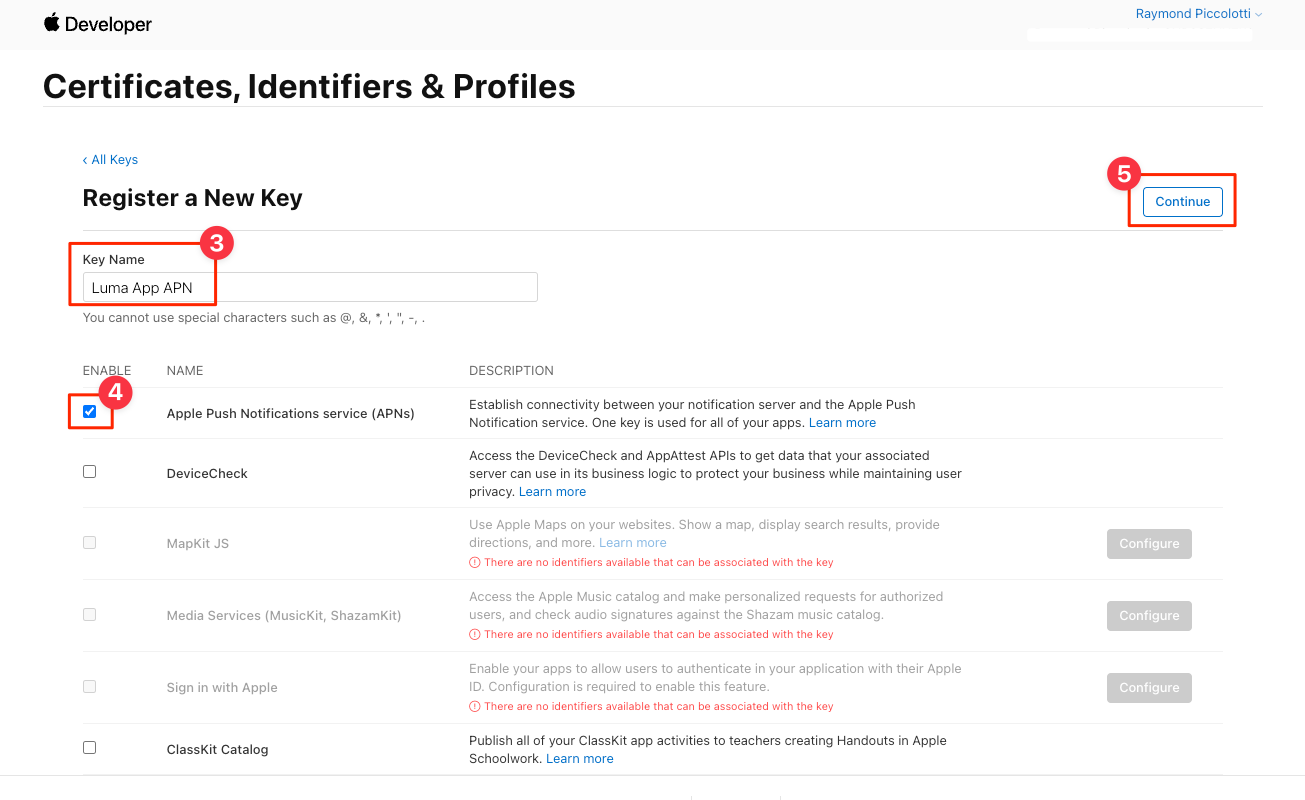 Developer
Raymond Piccolotti
Certificates, Identifiers & Profiles
‹ All Keys
Register a New Key
5
Continue
3
Key Name
Luma App APN
You cannot use special characters such as @, &, *, ', ", -, .
ENABLE NAME DESCRIPTION
4
Apple Push Notifications service (APNs)
Establish connectivity between your notification server and the Apple Push
Notification service. One key is used for all of your apps. Learn more
DeviceCheck
Access the DeviceCheck and AppAttest APIs to get data that your associated
server can use in its business logic to protect your business while maintaining user
privacy. Learn more
MapKit JS
Use Apple Maps on your websites. Show a map, display search results, provide
directions, and more. Learn more
There are no identifiers available that can be associated with the key
Configure
Media Services (MusicKit, ShazamKit)
Access the Apple Music catalog and make personalized requests for authorized
users, and check audio signatures against the Shazam music catalog.
There are no identifiers available that can be associated with the key
Configure
Sign in with Apple
Enable your apps to allow users to authenticate in your application with their Apple
ID. Configuration is required to enable this feature.
There are no identifiers available that can be associated with the key
Configure
ClassKit Catalog
Publish all of your ClassKit app activities to teachers creating Handouts in Apple
Schoolwork. Learn more